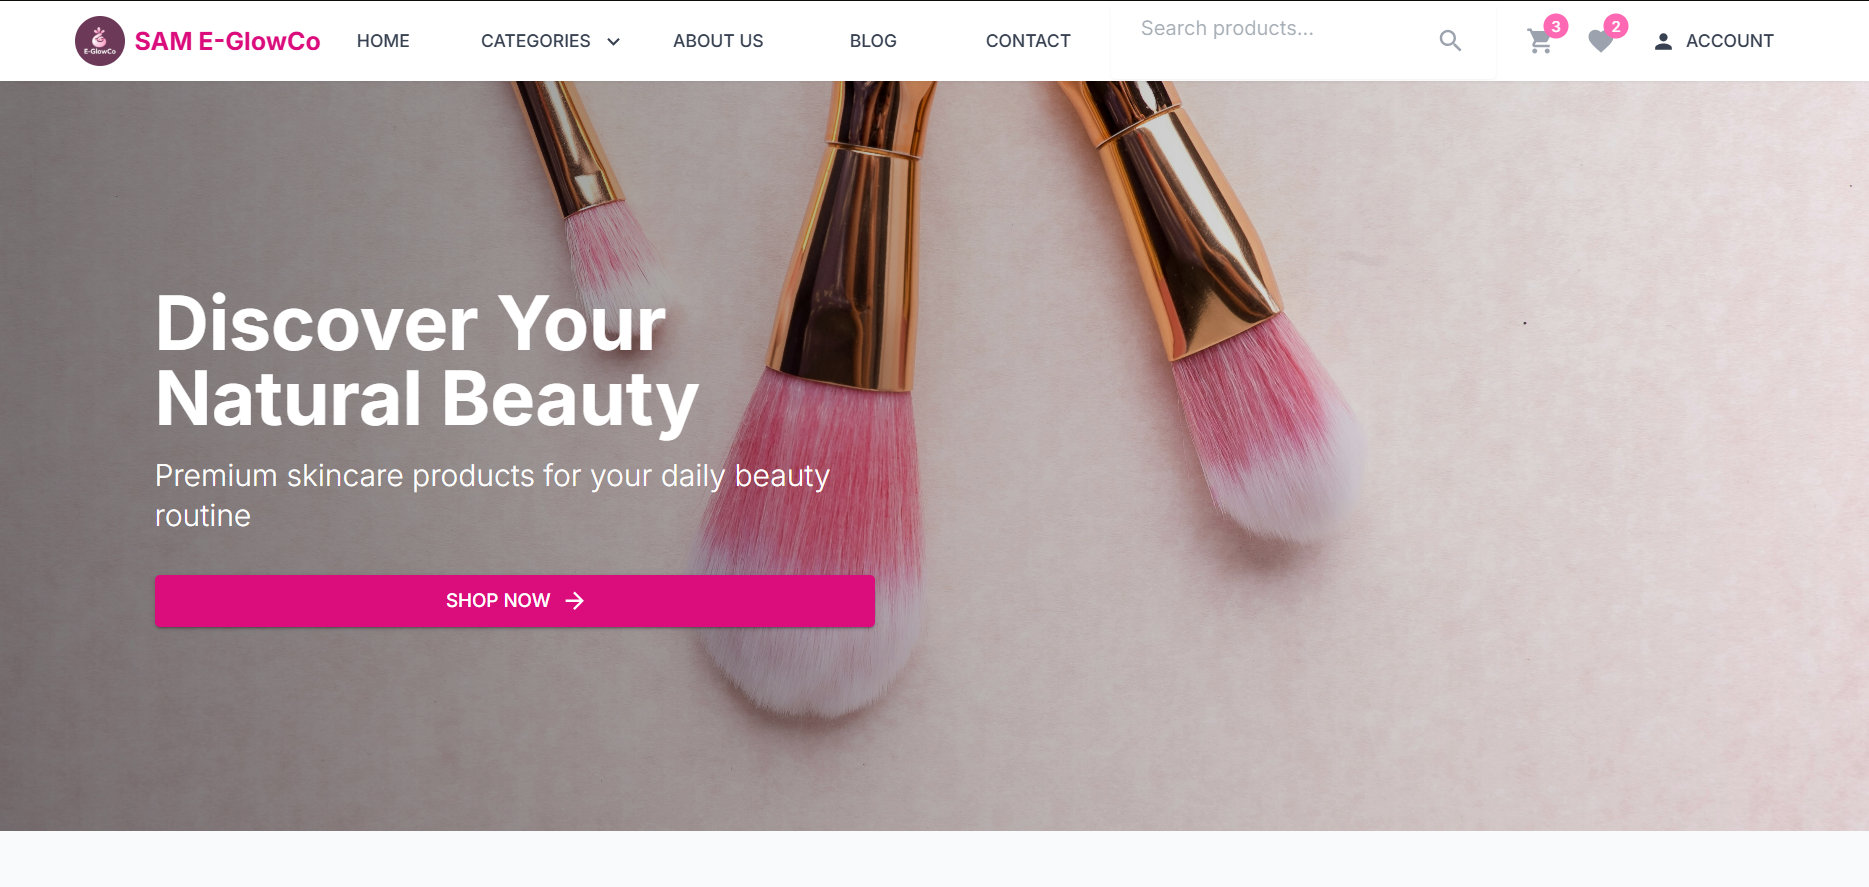 E-GlowCo
SAM E-GlowCo
HOME
CATEGORIES
ABOUT US
BLOG
CONTACT
Search products...
3
2
ACCOUNT
Discover Your
Natural Beauty
Premium skincare products for your daily beauty
routine
SHOP NOW